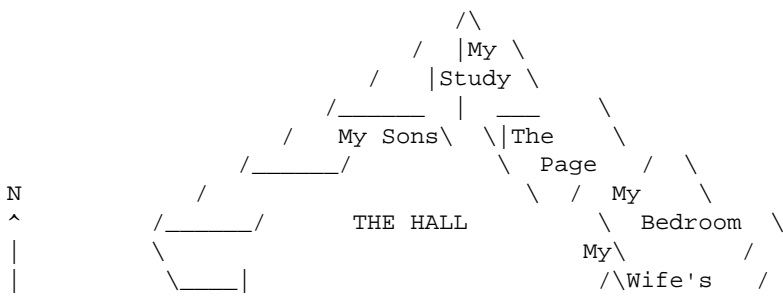 My
Study
My Sons The
Page
N My
THE HALL Bedroom
My
Wife's